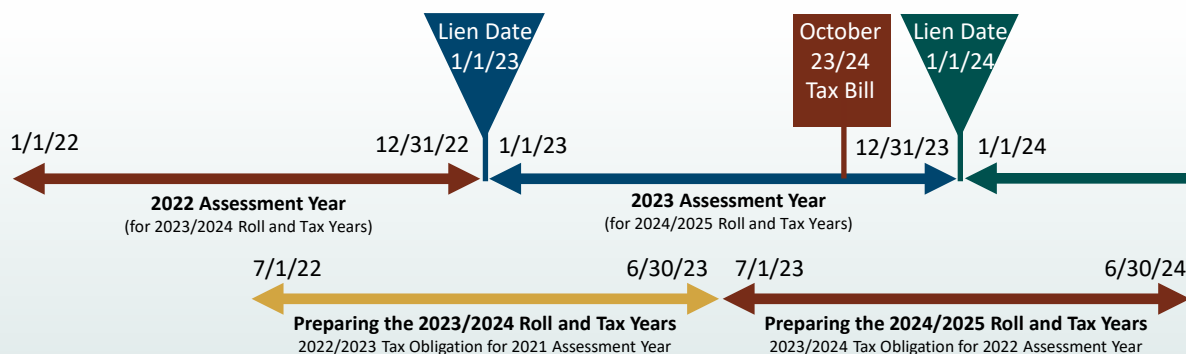 Lien Date
1/1/23
October
23/24
Tax Bill
Lien Date
1/1/24
1/1/22
12/31/22
1/1/23
12/31/23
1/1/24
2022 Assessment Year
(for 2023/2024 Roll and Tax Years)
2023 Assessment Year
(for 2024/2025 Roll and Tax Years)
7/1/22
6/30/23
7/1/23
6/30/24
Preparing the 2023/2024 Roll and Tax Years
2022/2023 Tax Obligation for 2021 Assessment Year
Preparing the 2024/2025 Roll and Tax Years
2023/2024 Tax Obligation for 2022 Assessment Year